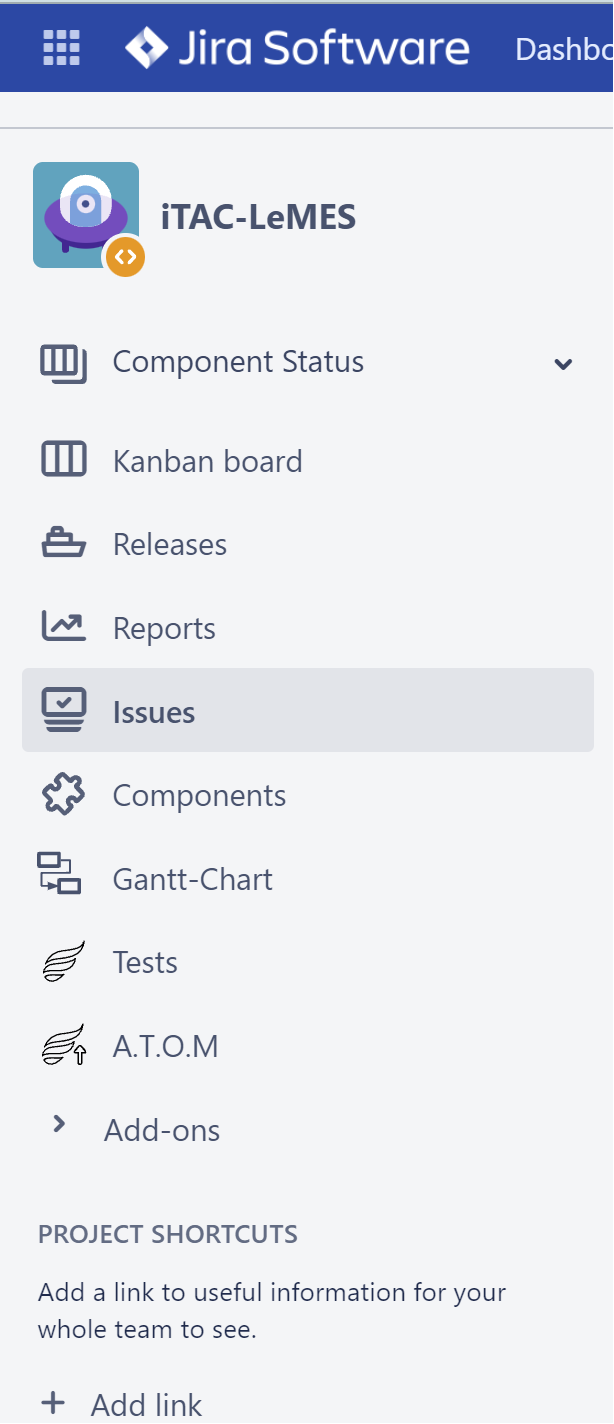 Jira Software Dashbo
iTAC-LeMES
Component Status
Kanban board
Releases
Reports
Issues
Components
Gantt-Chart
Tests
A.T.O.M
Add-ons
PROJECT SHORTCUTS
Add a link to useful information for your
whole team to see.
+ Add link